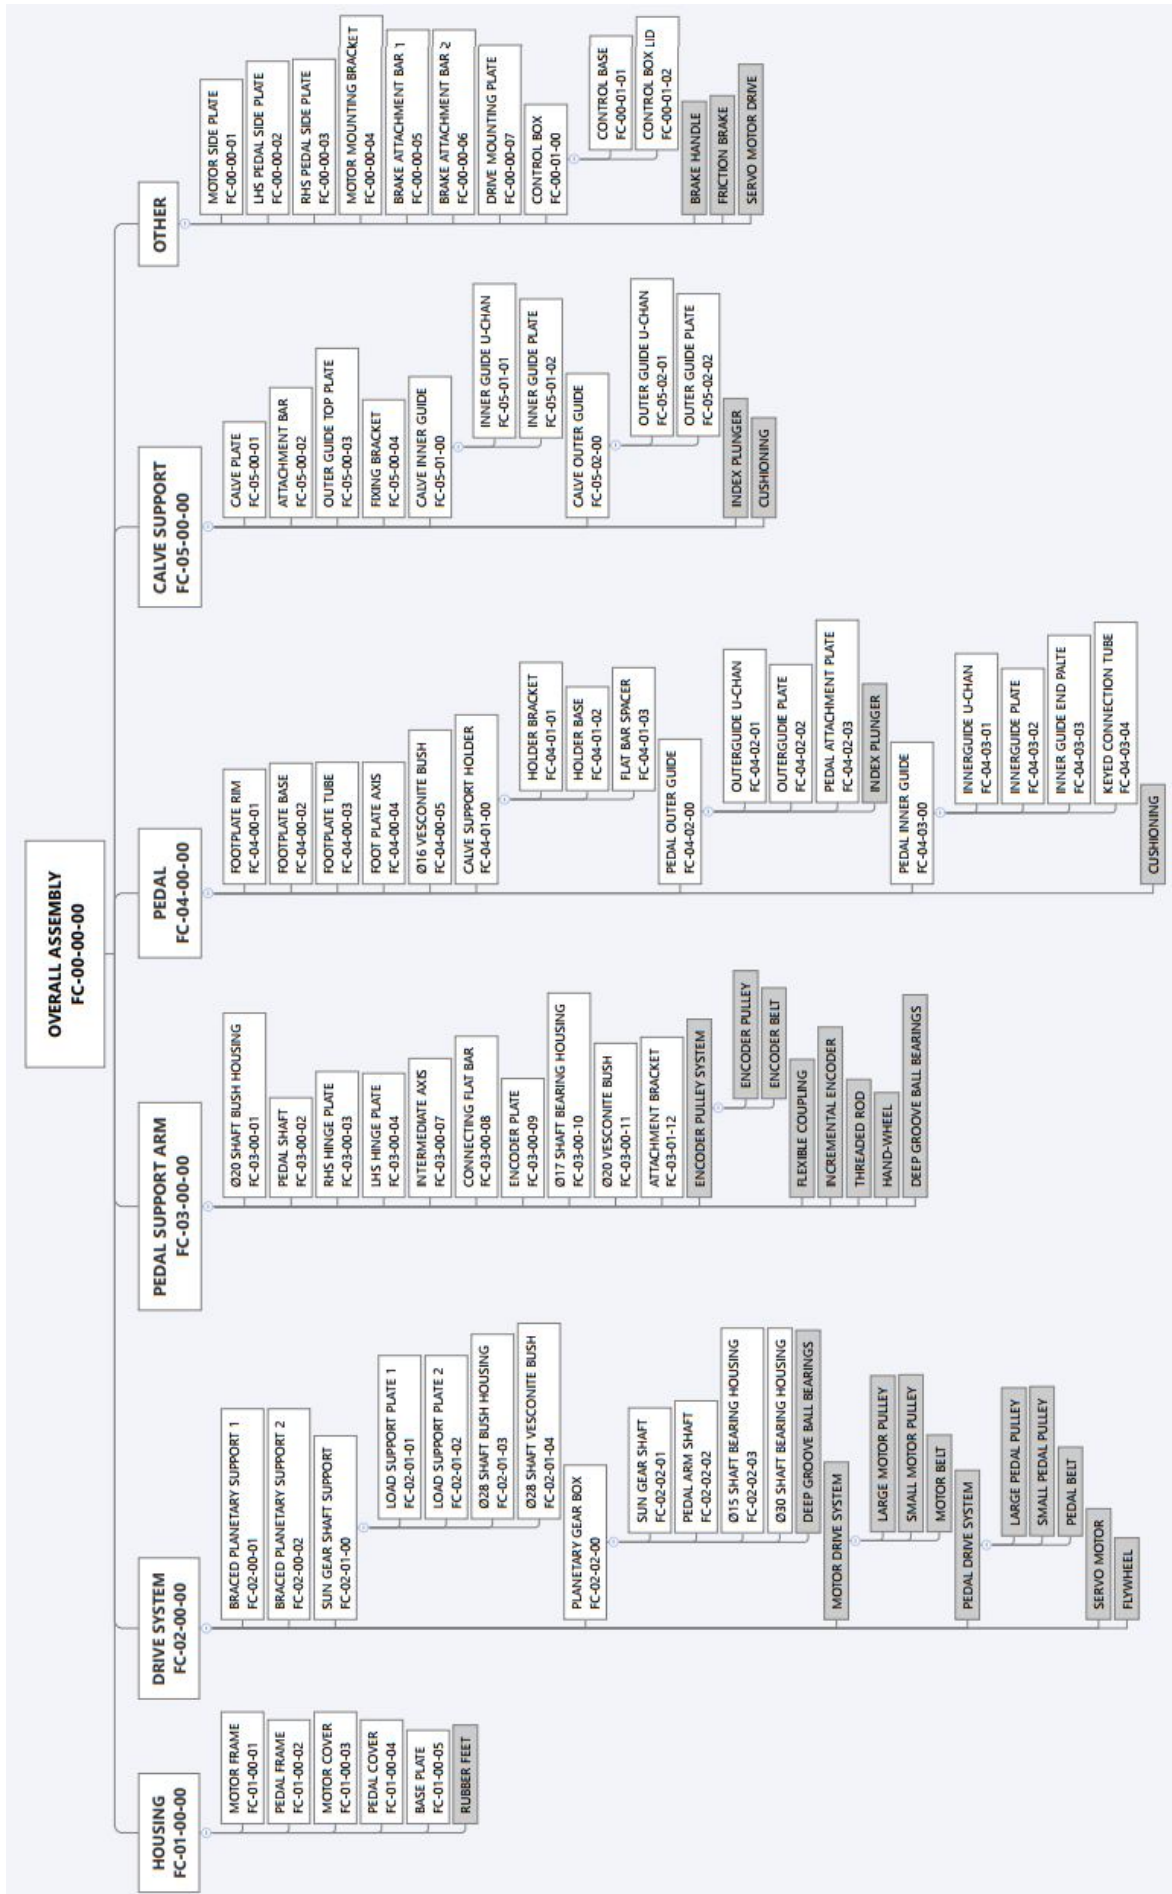 OVERALL ASSEMBLY
FC-00-00-00
HOUSING
FC-01-00-00
MOTOR FRAME
FC-01-00-01
PEDAL FRAME
FC-01-00-02
MOTOR COVER
FC-01-00-03
PEDAL COVER
FC-01-00-04
BASE PLATE
FC-01-00-05
RUBBER FEET
DRIVE SYSTEM
FC-02-00-00
BRACED PLANETARY SUPPORT 1
FC-02-00-01
BRACED PLANETARY SUPPORT 2
FC-02-00-02
SUN GEAR SHAFT SUPPORT
FC-02-01-00
LOAD SUPPORT PLATE 1
FC-02-01-01
LOAD SUPPORT PLATE 2
FC-02-01-02
Ø28 SHAFT BUSH HOUSING
FC-02-01-03
Ø28 SHAFT VESCONITE BUSH
FC-02-01-04
PLANETARY GEAR BOX
FC-02-02-00
SUN GEAR SHAFT
FC-02-02-01
PEDAL ARM SHAFT
FC-02-02-02
Ø15 SHAFT BEARING HOUSING
FC-02-02-03
Ø30 SHAFT BEARING HOUSING
DEEP GROOVE BALL BEARINGS
MOTOR DRIVE SYSTEM
LARGE MOTOR PULLEY
SMALL MOTOR PULLEY
MOTOR BELT
PEDAL DRIVE SYSTEM
LARGE PEDAL PULLEY
SMALL PEDAL PULLEY
PEDAL BELT
SERVO MOTOR
FLYWHEEL
PEDAL SUPPORT ARM
FC-03-00-00
Ø20 SHAFT BUSH HOUSING
FC-03-00-01
PEDAL SHAFT
FC-03-00-02
RHS HINGE PLATE
FC-03-00-03
LHS HINGE PLATE
FC-03-00-04
INTERMEDIATE AXIS
FC-03-00-07
CONNECTING FLAT BAR
FC-03-00-08
ENCODER PLATE
FC-03-00-09
Ø17 SHAFT BEARING HOUSING
FC-03-00-10
Ø20 VESCONITE BUSH
FC-03-00-11
ATTACHMENT BRACKET
FC-03-01-12
ENCODER PULLEY SYSTEM
ENCODER PULLEY
ENCODER BELT
FLEXIBLE COUPLING
INCREMENTAL ENCODER
THREADED ROD
HAND-WHEEL
DEEP GROOVE BALL BEARINGS
PEDAL
FC-04-00-00
FOOTPLATE RIM
FC-04-00-01
FOOTPLATE BASE
FC-04-00-02
FOOTPLATE TUBE
FC-04-00-03
FOOT PLATE AXIS
FC-04-00-04
Ø16 VESCONITE BUSH
FC-04-00-05
CALVE SUPPORT HOLDER
FC-04-01-00
HOLDER BRACKET
FC-04-01-01
HOLDER BASE
FC-04-01-02
FLAT BAR SPACER
FC-04-01-03
PEDAL OUTER GUIDE
FC-04-02-00
OUTERGUIDE U-CHAN
FC-04-02-01
OUTERGUDIE PLATE
FC-04-02-02
PEDAL ATTACHMENT PLATE
FC-04-02-03
INDEX PLUNGER
PEDAL INNER GUIDE
FC-04-03-00
INNERGUIDE U-CHAN
FC-04-03-01
INNERGUIDE PLATE
FC-04-03-02
INNER GUIDE END PALTE
FC-04-03-03
KEYED CONNECTION TUBE
FC-04-03-04
CUSHIONING
CALVE SUPPORT
FC-05-00-00
CALVE PLATE
FC-05-00-01
ATTACHMENT BAR
FC-05-00-02
OUTER GUIDE TOP PLATE
FC-05-00-03
FIXING BRACKET
FC-05-00-04
CALVE INNER GUIDE
FC-05-01-00
INNER GUIDE U-CHAN
FC-05-01-01
INNER GUIDE PLATE
FC-05-01-02
CALVE OUTER GUIDE
FC-05-02-00
OUTER GUIDE U-CHAN
FC-05-02-01
OUTER GUIDE PLATE
FC-05-02-02
INDEX PLUNGER
CUSHIONING
OTHER
MOTOR SIDE PLATE
FC-00-00-01
LHS PEDAL SIDE PLATE
FC-00-00-02
RHS PEDAL SIDE PLATE
FC-00-00-03
MOTOR MOUNTING BRACKET
FC-00-00-04
BRAKE ATTACHMENT BAR 1
FC-00-00-05
BRAKE ATTACHMENT BAR 2
FC-00-00-06
DRIVE MOUNTING PLATE
FC-00-00-07
CONTROL BOX
FC-00-01-00
CONTROL BASE
FC-00-01-01
CONTROL BOX LID
FC-00-01-02
BRAKE HANDLE
FRICTION BRAKE
SERVO MOTOR DRIVE